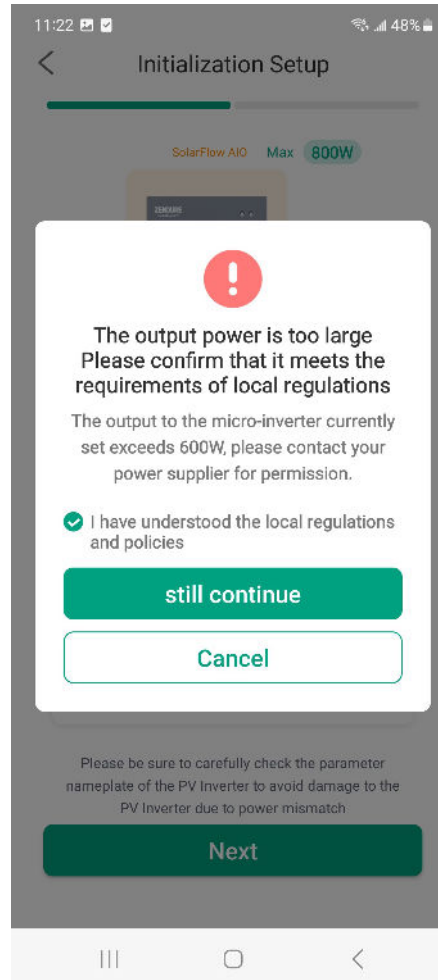 11:22 48%
Initialization Setup
SolarFlow AIO Max 800W
ZENDURE
The output power is too large
Please confirm that it meets the
requirements of local regulations
The output to the micro-inverter currently
set exceeds 600W, please contact your
power supplier for permission.
I have understood the local regulations
and policies
still continue
Cancel
Please be sure to carefully check the parameter
nameplate of the PV Inverter to avoid damage to the
PV Inverter due to power mismatch
Next